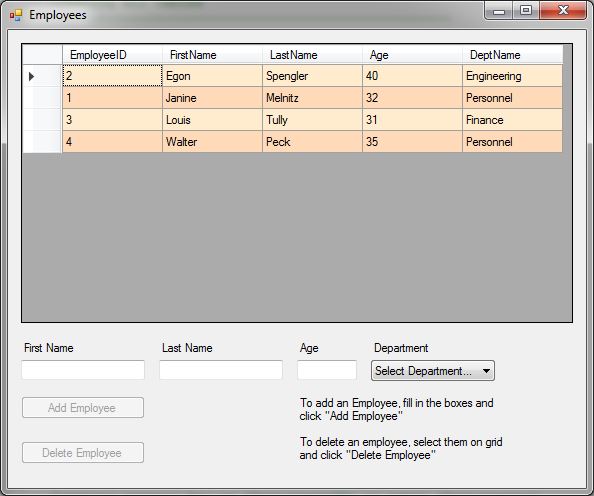 Employees
EmployeeID FirstName LastName Age DeptName
2 Egon Spengler 40 Engineering
1 Janine Melnitz 32 Personnel
3 Louis Tully 31 Finance
4 Walter Peck 35 Personnel
First Name Last Name Age Department
Select Department...
Add Employee
To add an Employee, fill in the boxes and
click "Add Employee"
Delete Employee
To delete an employee, select them on grid
and click "Delete Employee"